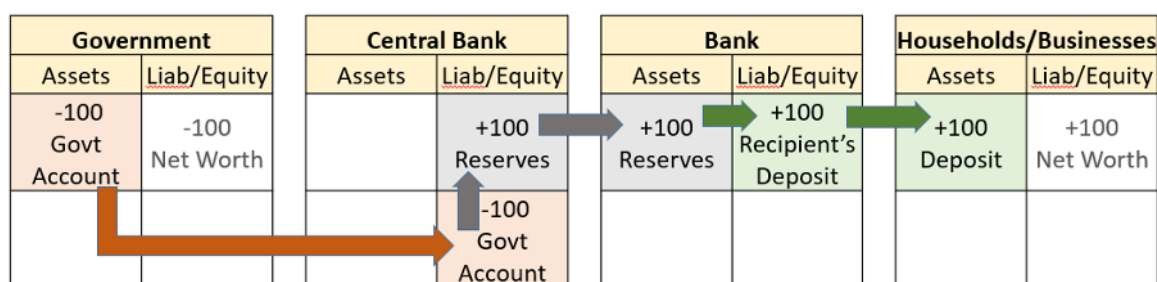 Government Central Bank Bank Households/Businesses
Assets Liab/Equity Assets Liab/Equity Assets Liab/Equity Assets Liab/Equity
-100
Govt
Account
-100
Net Worth
+100
Reserves
+100
Reserves
+100
Recipient's
Deposit
+100
Deposit
+100
Net Worth
-100
Govt
Account